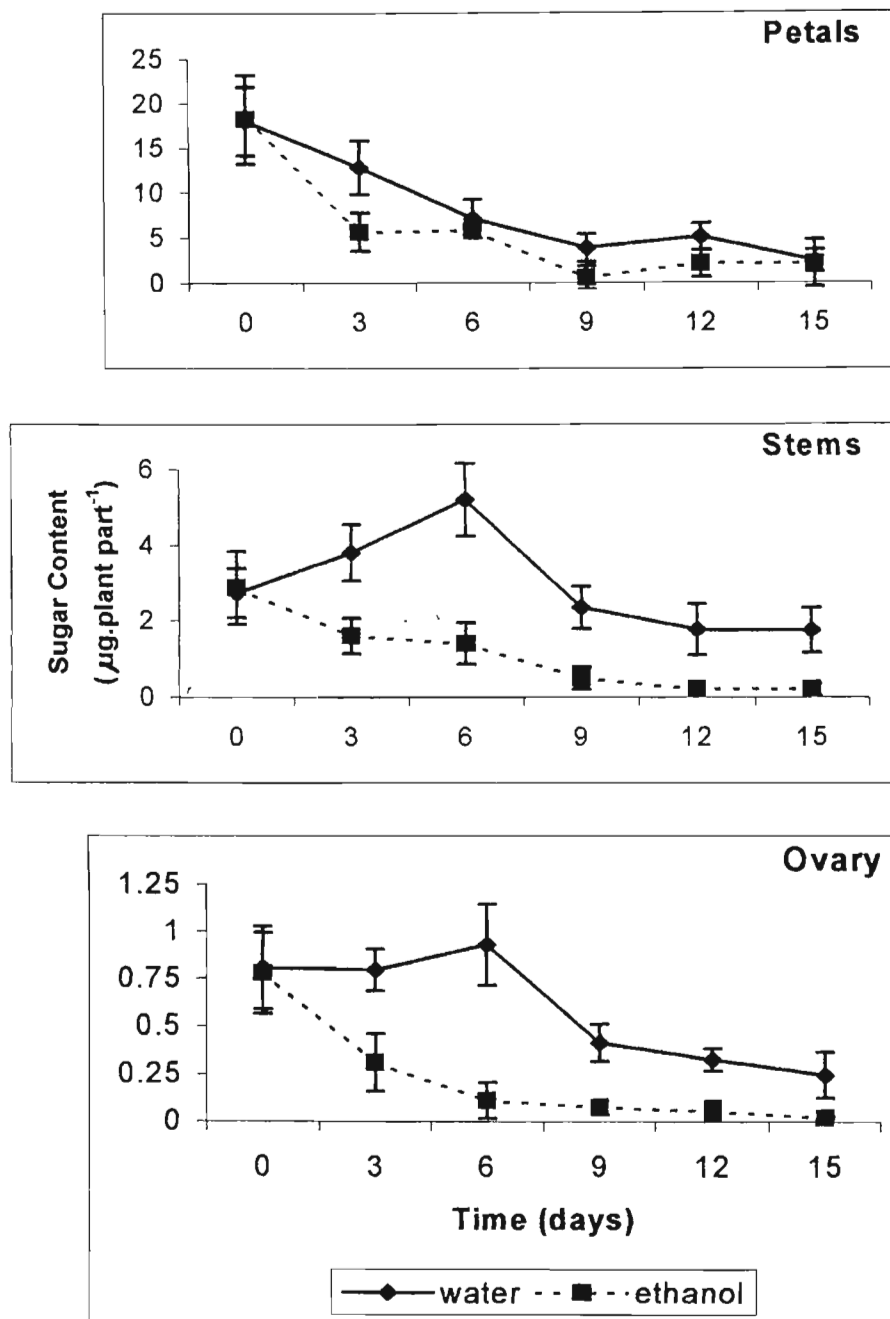 Petals
25
20
15
10
5
0
0 3 6 9 12 15
Stems
Sugar Content
(µg.plant part⁻¹)
6
4
2
0
0 3 6 9 12 15
Ovary
1.25
1
0.75
0.5
0.25
0
0 3 6 9 12 15
Time (days)
water ethanol